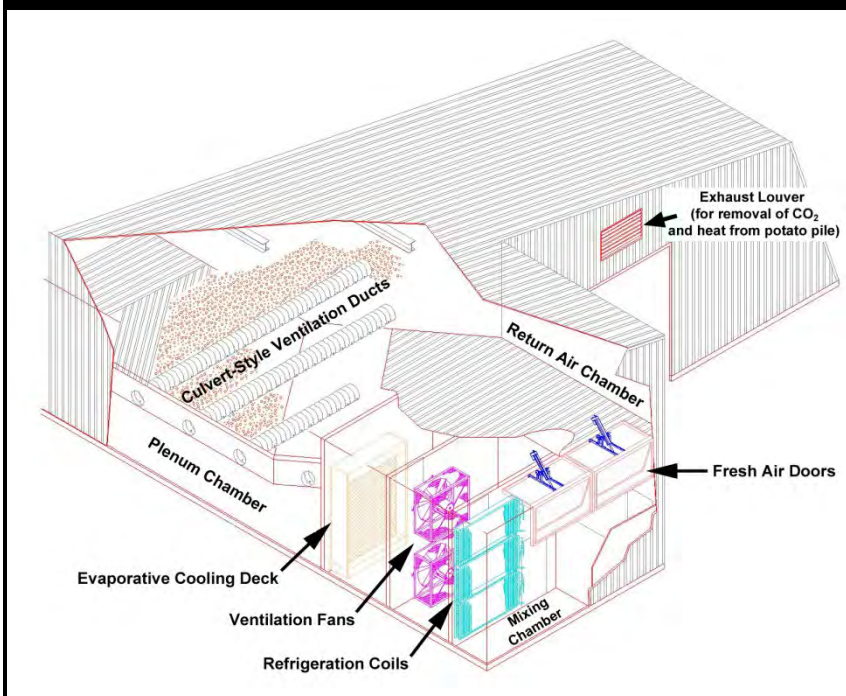 Exhaust Louver
(for removal of CO₂
and heat from potato pile)
Culvert-Style Ventilation Ducts
Return Air Chamber
Plenum Chamber
Fresh Air Doors
Evaporative Cooling Deck
Ventilation Fans
Mixing
Chamber
Refrigeration Coils